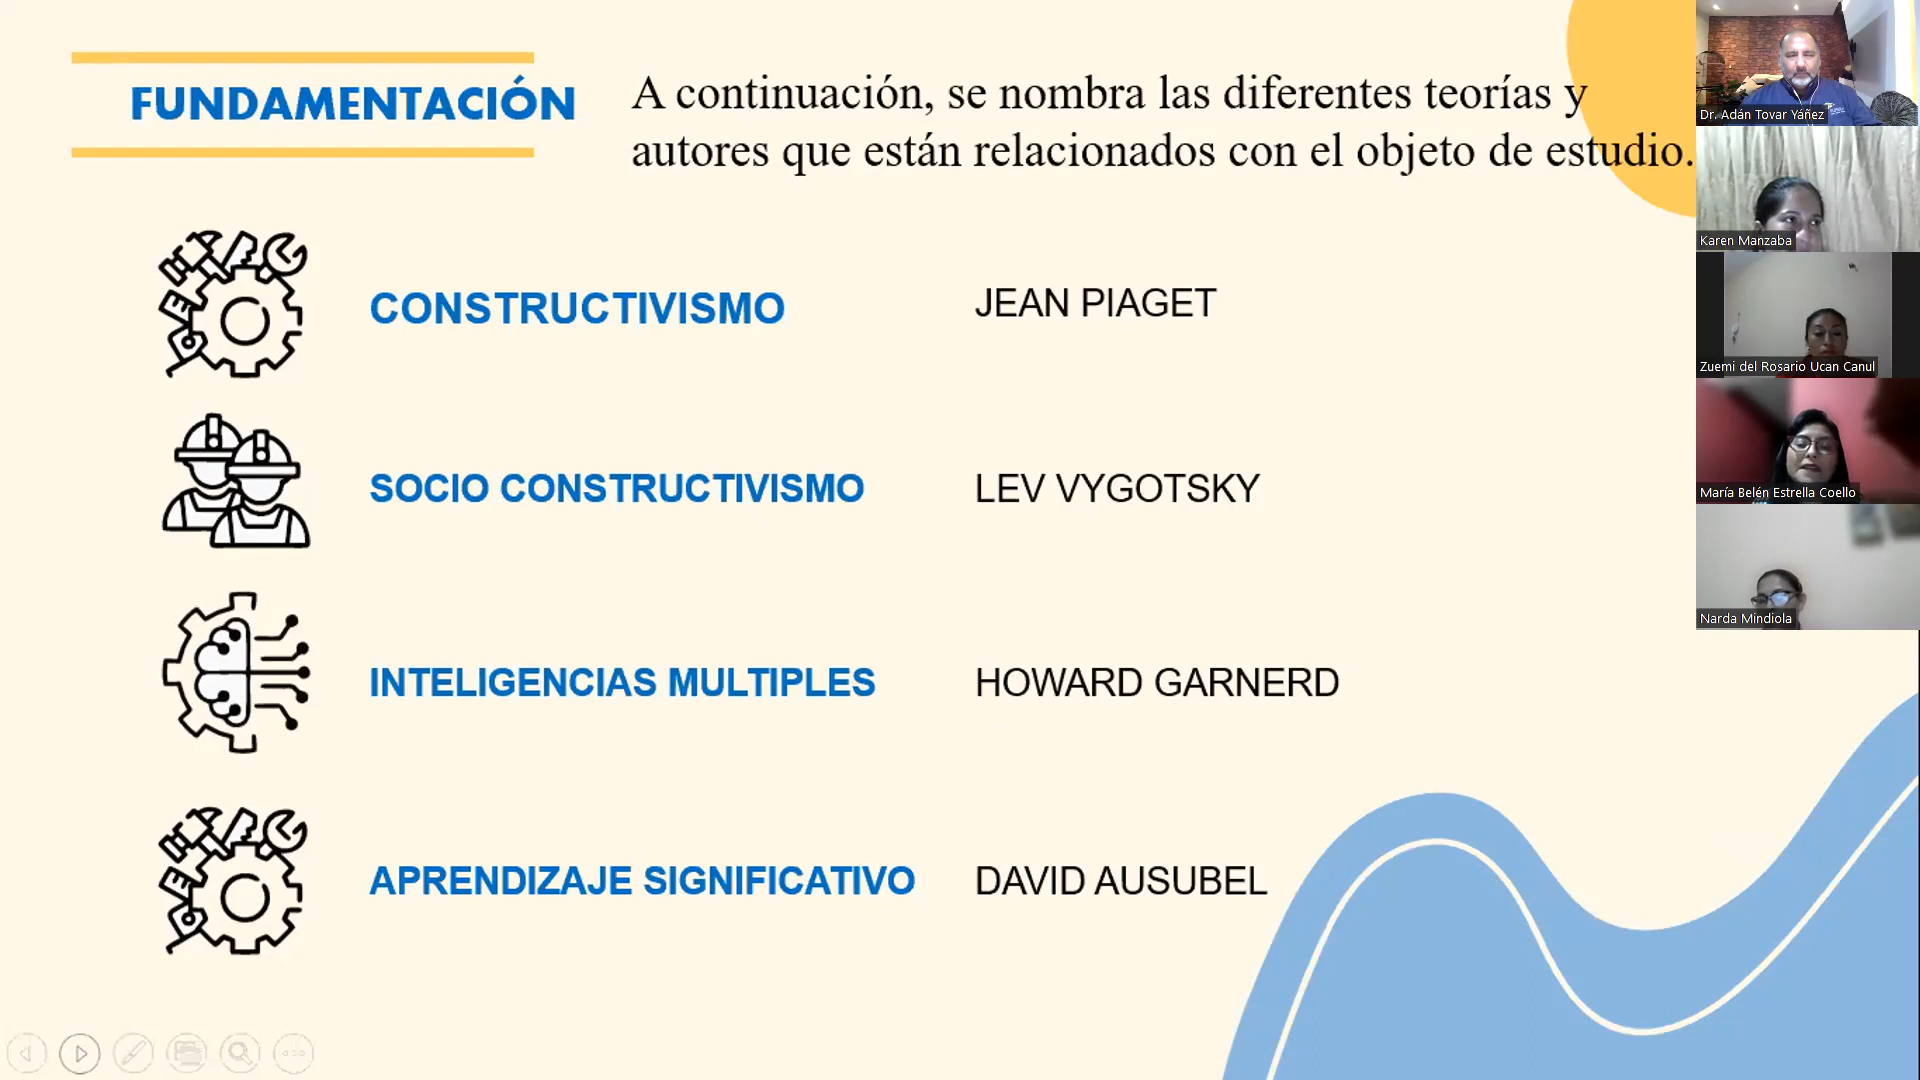 FUNDAMENTACIÓN
A continuación, se nombra las diferentes teorías y
autores que están relacionados con el objeto de estudio.
CONSTRUCTIVISMO
JEAN PIAGET
SOCIO CONSTRUCTIVISMO
LEV VYGOTSKY
INTELIGENCIAS MULTIPLES
HOWARD GARNERD
APRENDIZAJE SIGNIFICATIVO
DAVID AUSUBEL
Dr. Adán Tovar Yáñez
Karen Manzaba
Zuemi del Rosario Ucan Canul
María Belén Estrella Coello
Narda Mindiola